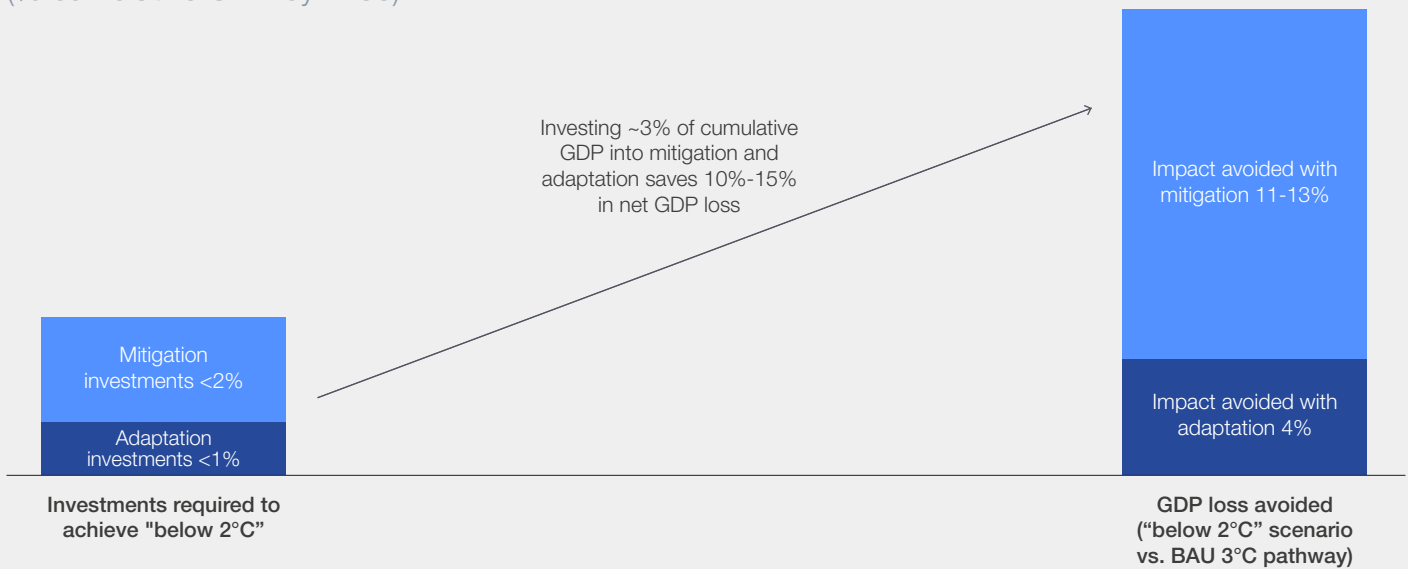 Investing ~3% of cumulative
GDP into mitigation and
adaptation saves 10%-15%
in net GDP loss
Impact avoided with
mitigation 11-13%
Mitigation
investments <2%
Impact avoided with
adaptation 4%
Adaptation
investments <1%
Investments required to
achieve "below 2°C”
GDP loss avoided
(“below 2°C” scenario
vs. BAU 3°C pathway)